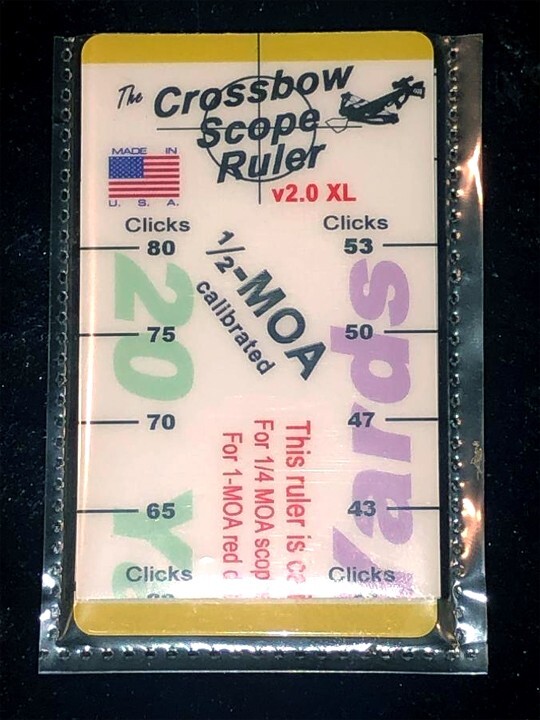 The Crossbow
Scope
Ruler
v2.0 XL
MADE IN
U. S. A.
Clicks
80
75
70
65
Clicks
20 Y
1/2-MOA
calibrated
This ruler is ca
For 1/4 MOA scop
For 1-MOA red d
Clicks
53
50
47
43
Clicks